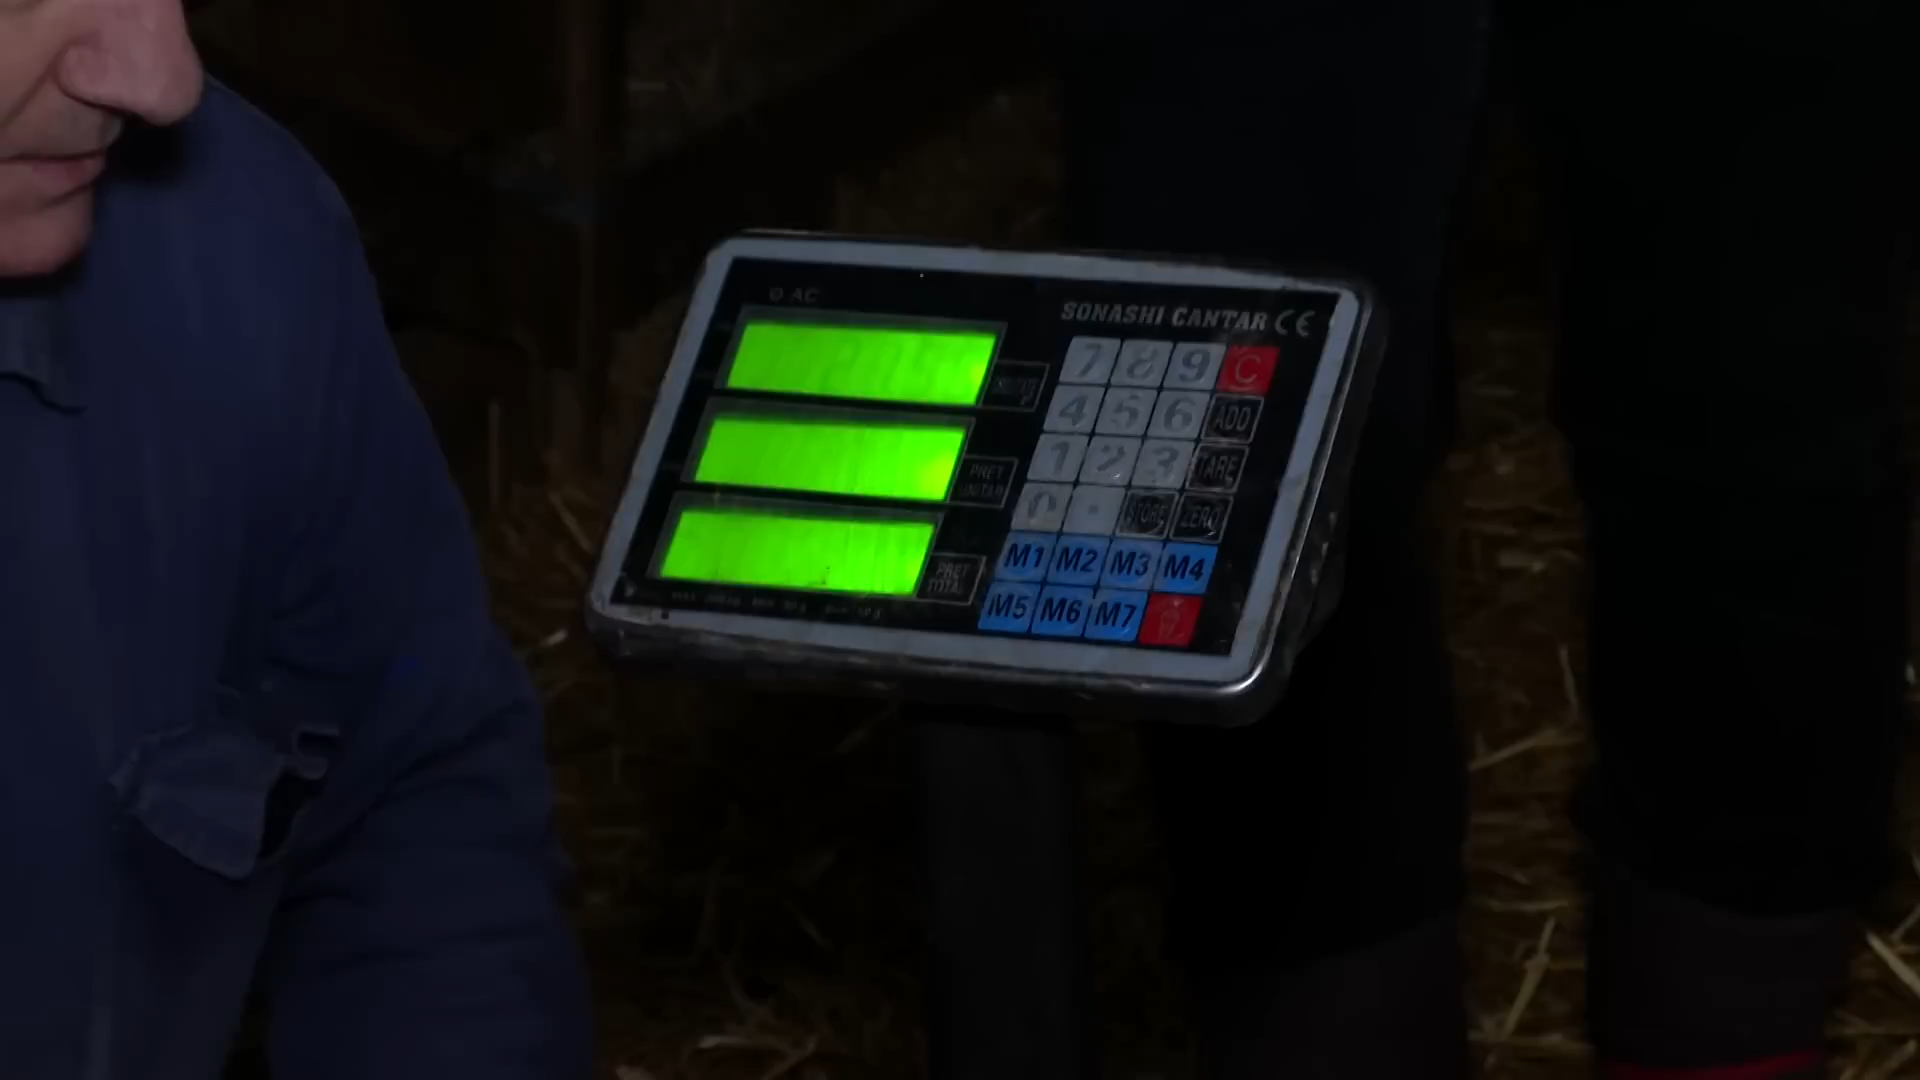 AC
SONASHI CANTAR CE
7 8 9 C
4 5 6 ADD
1 2 3 TARE
0 . STORE ZERO
PRET UNITAR
M1 M2 M3 M4
PRET TOTAL
M5 M6 M7